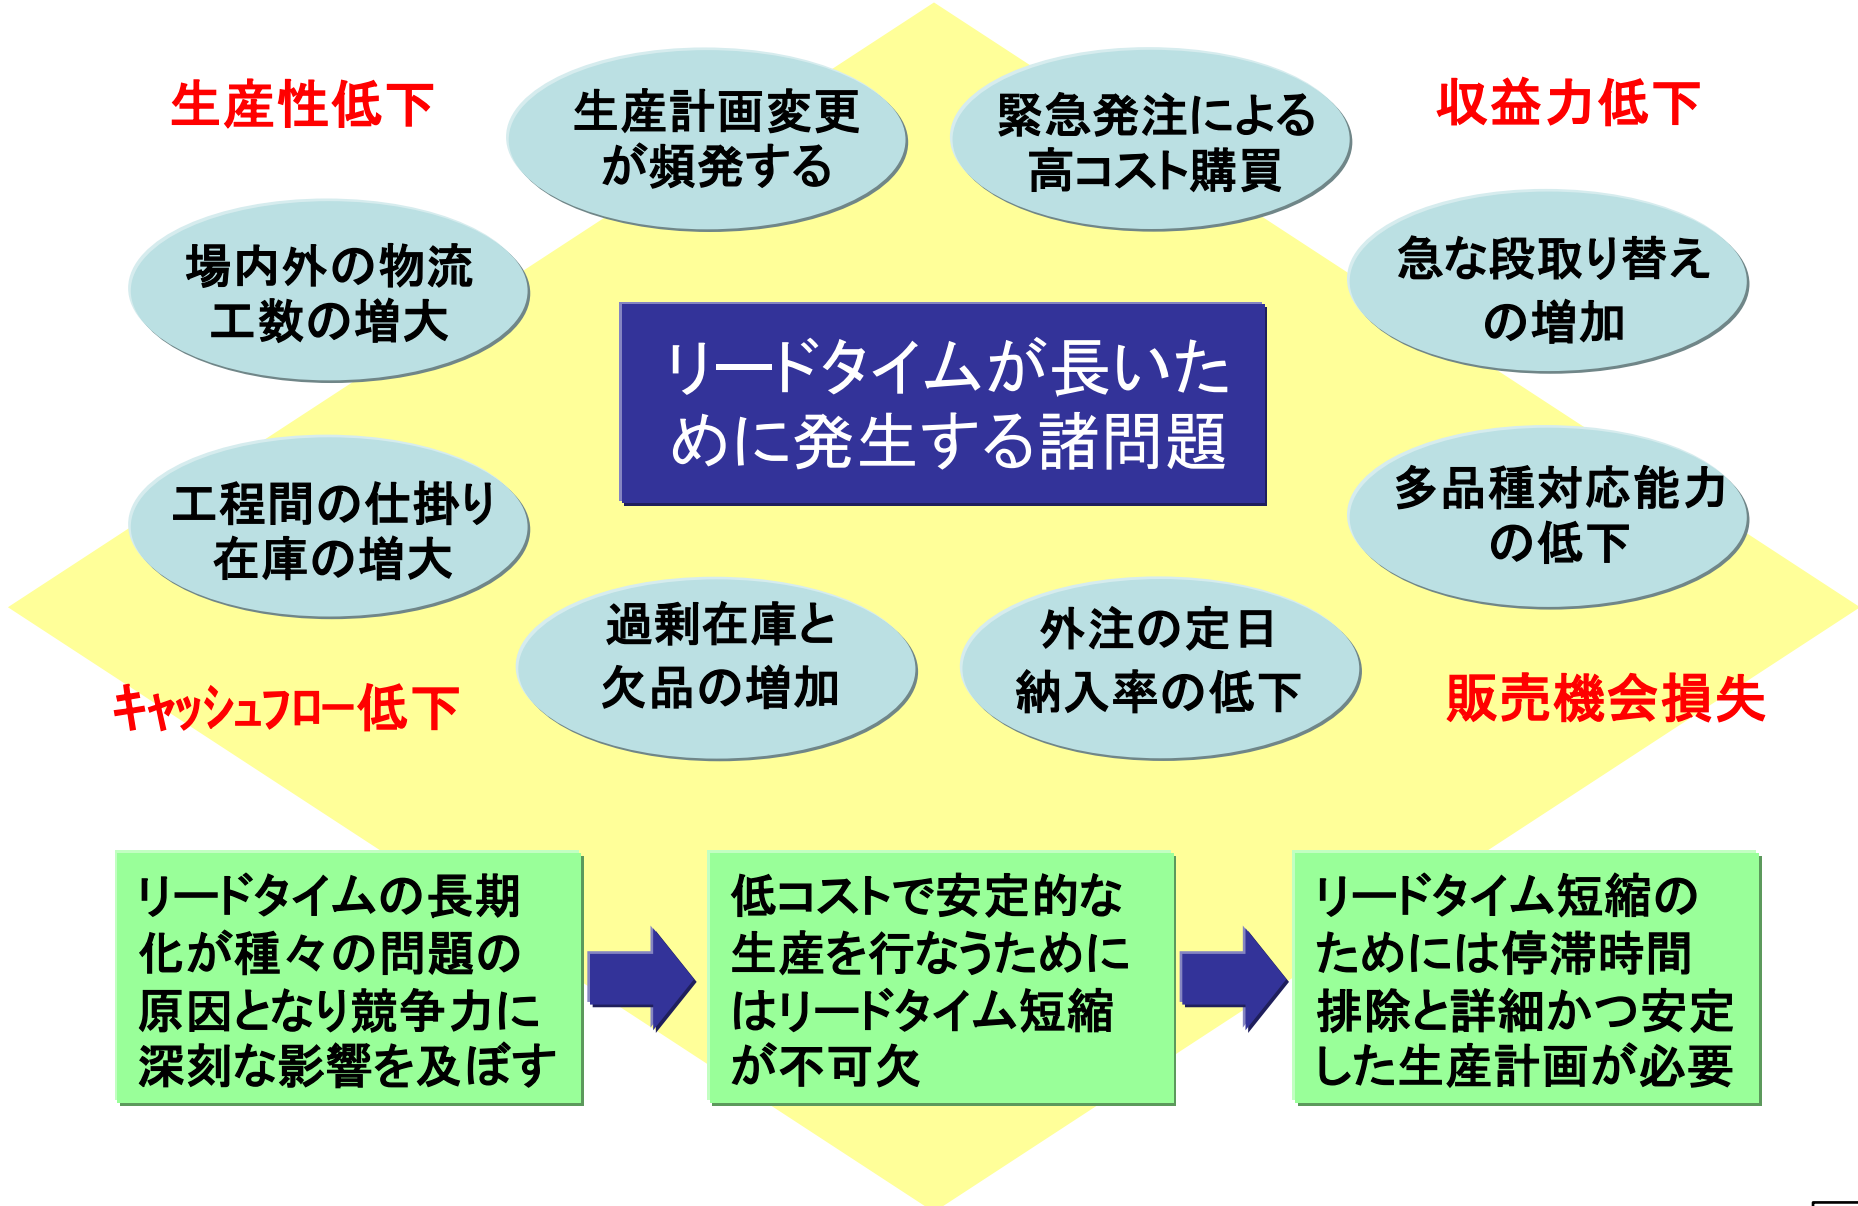 生産性低下
生産計画変更
が頻発する
緊急発注による
高コスト購買
収益力低下
場内外の物流
工数の増大
急な段取り替え
の増加
リードタイムが長いた
めに発生する諸問題
工程間の仕掛り
在庫の増大
多品種対応能力
の低下
過剰在庫と
欠品の増加
外注の定日
納入率の低下
キャッシュフロー低下
販売機会損失
リードタイムの長期
化が種々の問題の
原因となり競争力に
深刻な影響を及ぼす
低コストで安定的な
生産を行なうために
はリードタイム短縮
が不可欠
リードタイム短縮の
ためには停滞時間
排除と詳細かつ安定
した生産計画が必要